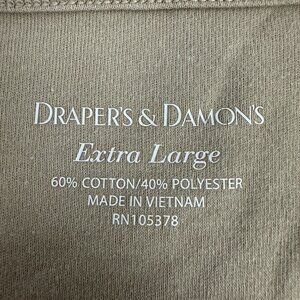 DRAPER'S & DAMON'S
Extra Large
60% COTTON/40% POLYESTER
MADE IN VIETNAM
RN105378